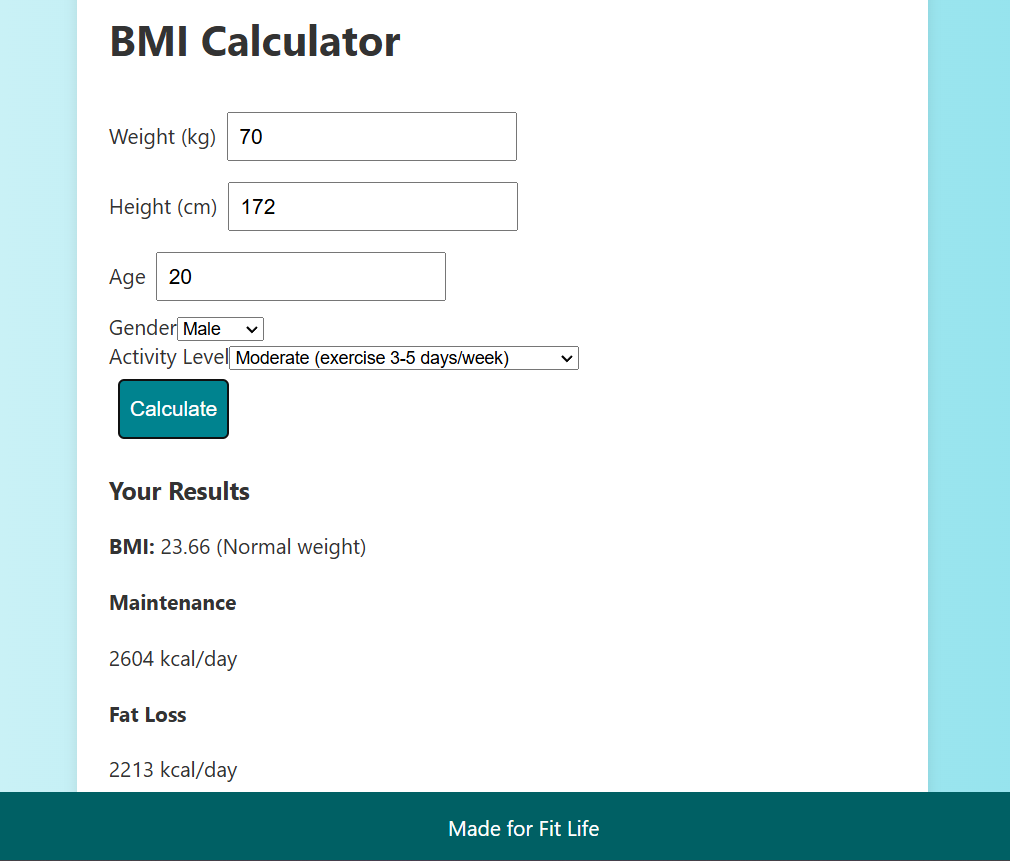 BMI Calculator
Weight (kg) 70
Height (cm) 172
Age 20
Gender Male
Activity Level Moderate (exercise 3-5 days/week)
Calculate
Your Results
BMI: 23.66 (Normal weight)
Maintenance
2604 kcal/day
Fat Loss
2213 kcal/day
Made for Fit Life